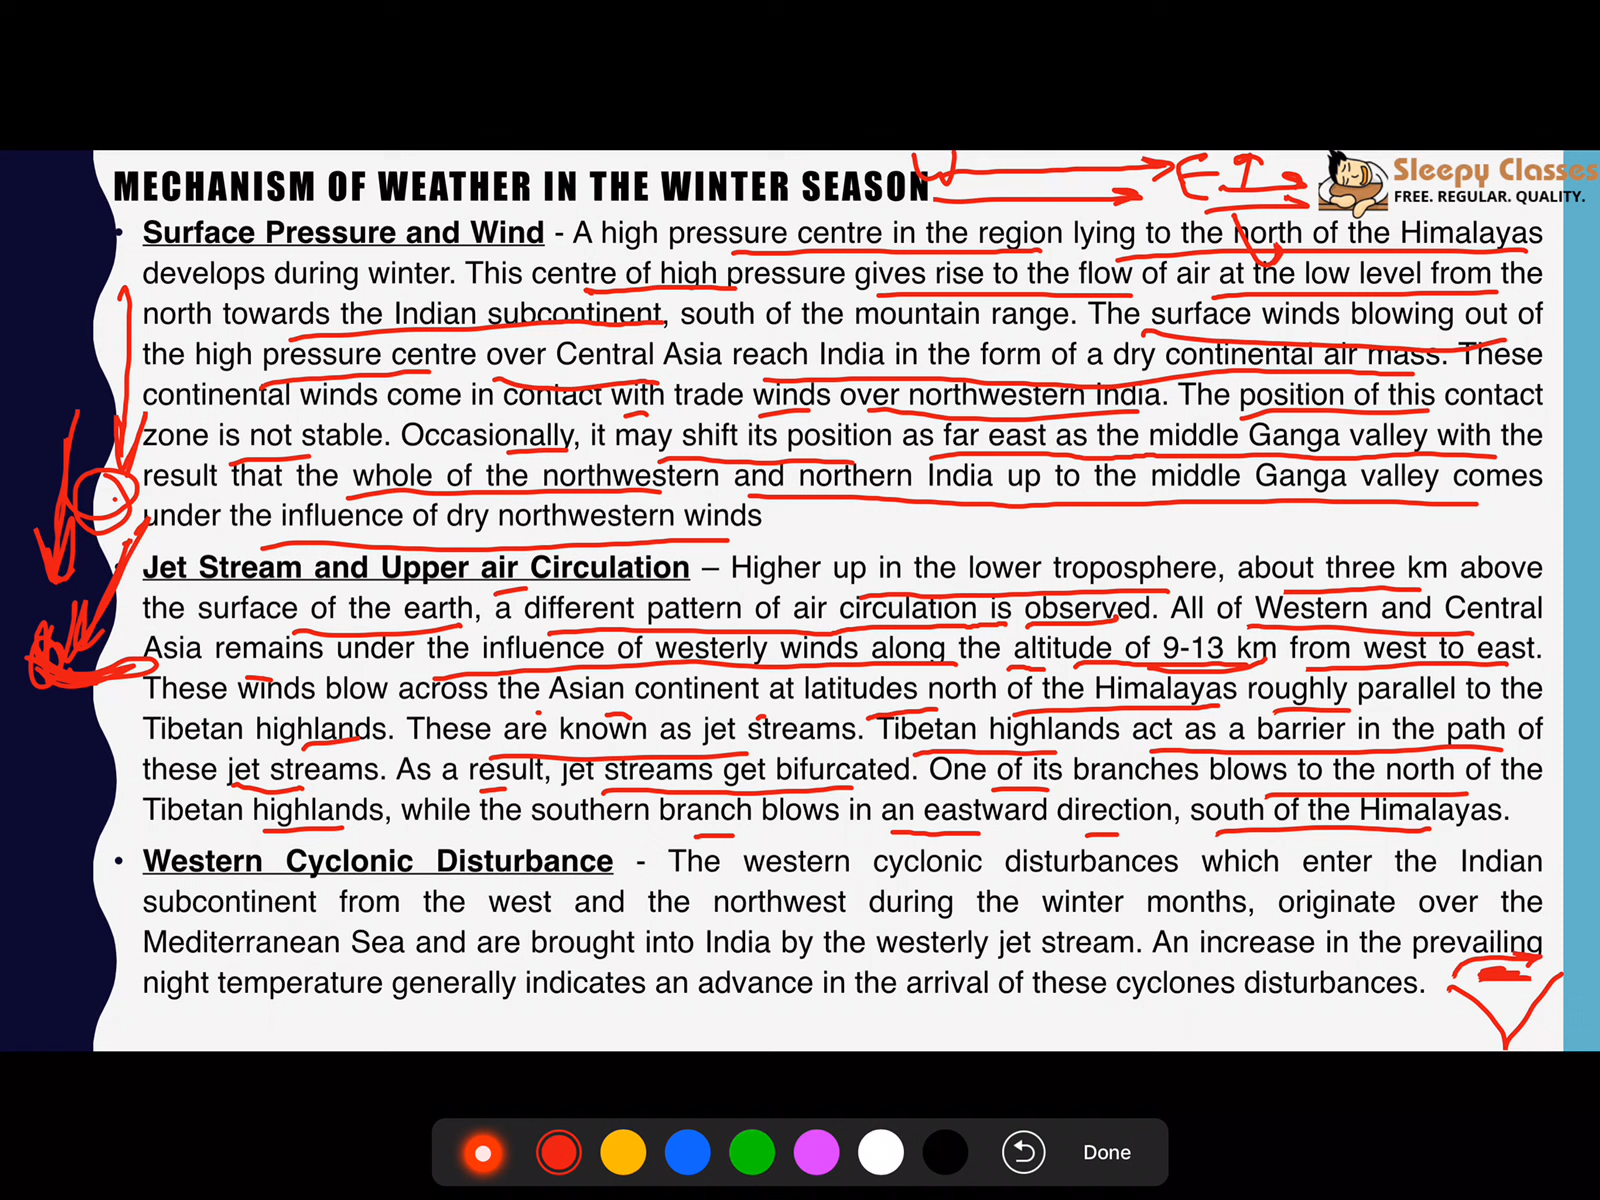 MECHANISM OF WEATHER IN THE WINTER SEASON
W E I
Sleepy Classes
FREE. REGULAR. QUALITY.
• Surface Pressure and Wind - A high pressure centre in the region lying to the north of the Himalayas
develops during winter. This centre of high pressure gives rise to the flow of air at the low level from the
north towards the Indian subcontinent, south of the mountain range. The surface winds blowing out of
the high pressure centre over Central Asia reach India in the form of a dry continental air mass. These
continental winds come in contact with trade winds over northwestern India. The position of this contact
zone is not stable. Occasionally, it may shift its position as far east as the middle Ganga valley with the
result that the whole of the northwestern and northern India up to the middle Ganga valley comes
under the influence of dry northwestern winds
• Jet Stream and Upper air Circulation – Higher up in the lower troposphere, about three km above
the surface of the earth, a different pattern of air circulation is observed. All of Western and Central
Asia remains under the influence of westerly winds along the altitude of 9-13 km from west to east.
These winds blow across the Asian continent at latitudes north of the Himalayas roughly parallel to the
Tibetan highlands. These are known as jet streams. Tibetan highlands act as a barrier in the path of
these jet streams. As a result, jet streams get bifurcated. One of its branches blows to the north of the
Tibetan highlands, while the southern branch blows in an eastward direction, south of the Himalayas.
• Western Cyclonic Disturbance - The western cyclonic disturbances which enter the Indian
subcontinent from the west and the northwest during the winter months, originate over the
Mediterranean Sea and are brought into India by the westerly jet stream. An increase in the prevailing
night temperature generally indicates an advance in the arrival of these cyclones disturbances.
Done